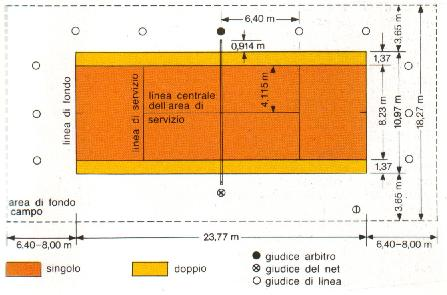 6,40 m
0,914 m
3,65 m
1,37
linea di fondo
linea di servizio
linea centrale
dell'area di
servizio
4,115 m
8,23 m
10,97 m
18,27 m
1,37
3,65 m
area di fondo
campo
6,40-8,00 m
23,77 m
6,40-8,00 m
singolo
doppio
giudice arbitro
giudice del net
giudice di linea